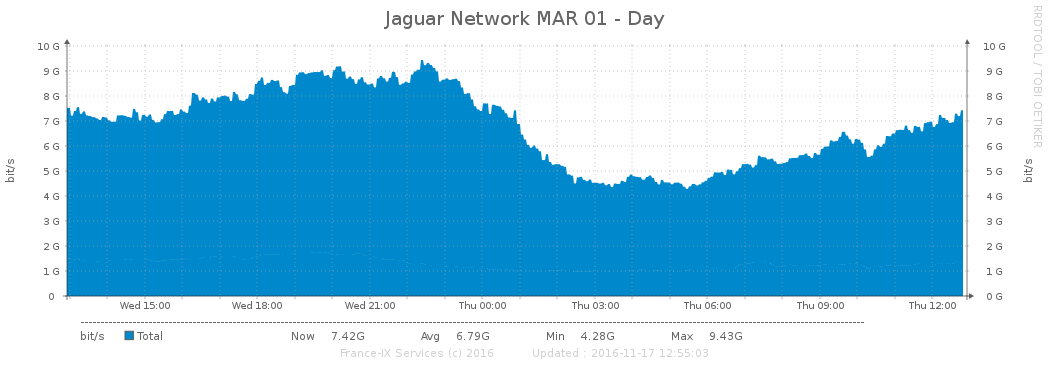 Jaguar Network MAR 01 - Day
RRDTOOL / TOBI OETIKER
bit/s
bit/s
10 G 10 G
9 G 9 G
8 G 8 G
7 G 7 G
6 G 6 G
5 G 5 G
4 G 4 G
3 G 3 G
2 G 2 G
1 G 1 G
0 0 G
Wed 15:00 Wed 18:00 Wed 21:00 Thu 00:00 Thu 03:00 Thu 06:00 Thu 09:00 Thu 12:00
bit/s Total Now 7.42G Avg 6.79G Min 4.28G Max 9.43G
France-IX Services (c) 2016 Updated : 2016-11-17 12:55:03